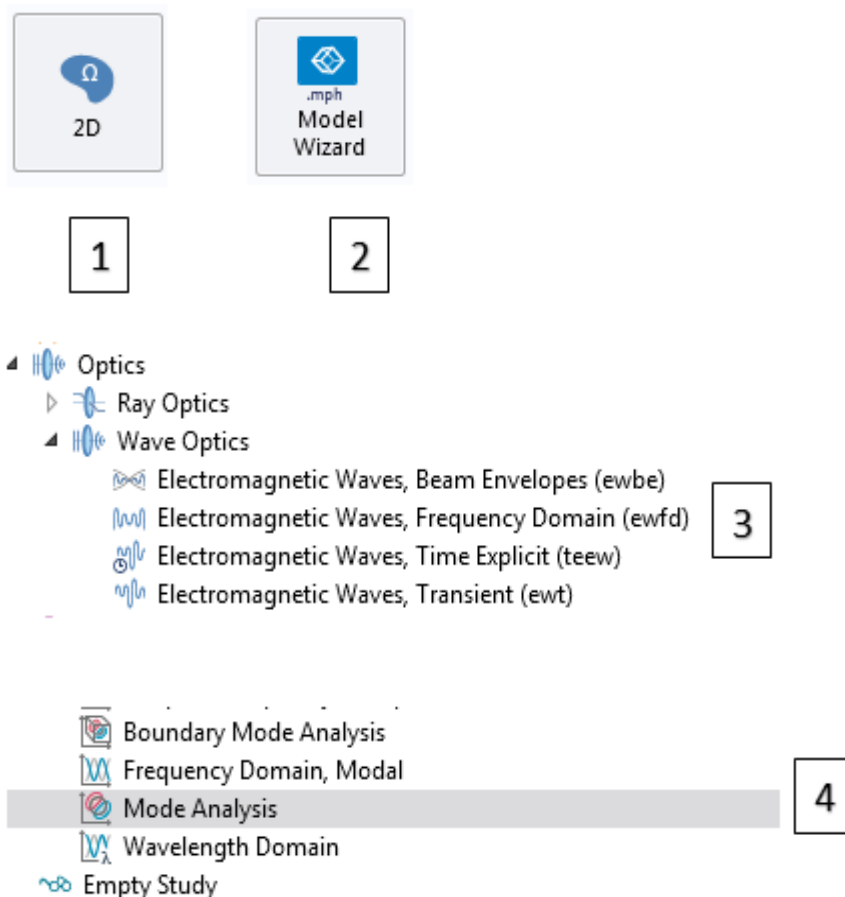 Ω
2D
.mph
Model
Wizard
1
2
Optics
Ray Optics
Wave Optics
Electromagnetic Waves, Beam Envelopes (ewbe)
Electromagnetic Waves, Frequency Domain (ewfd)
3
Electromagnetic Waves, Time Explicit (teew)
Electromagnetic Waves, Transient (ewt)
Boundary Mode Analysis
Frequency Domain, Modal
Mode Analysis
4
Wavelength Domain
λ
Empty Study